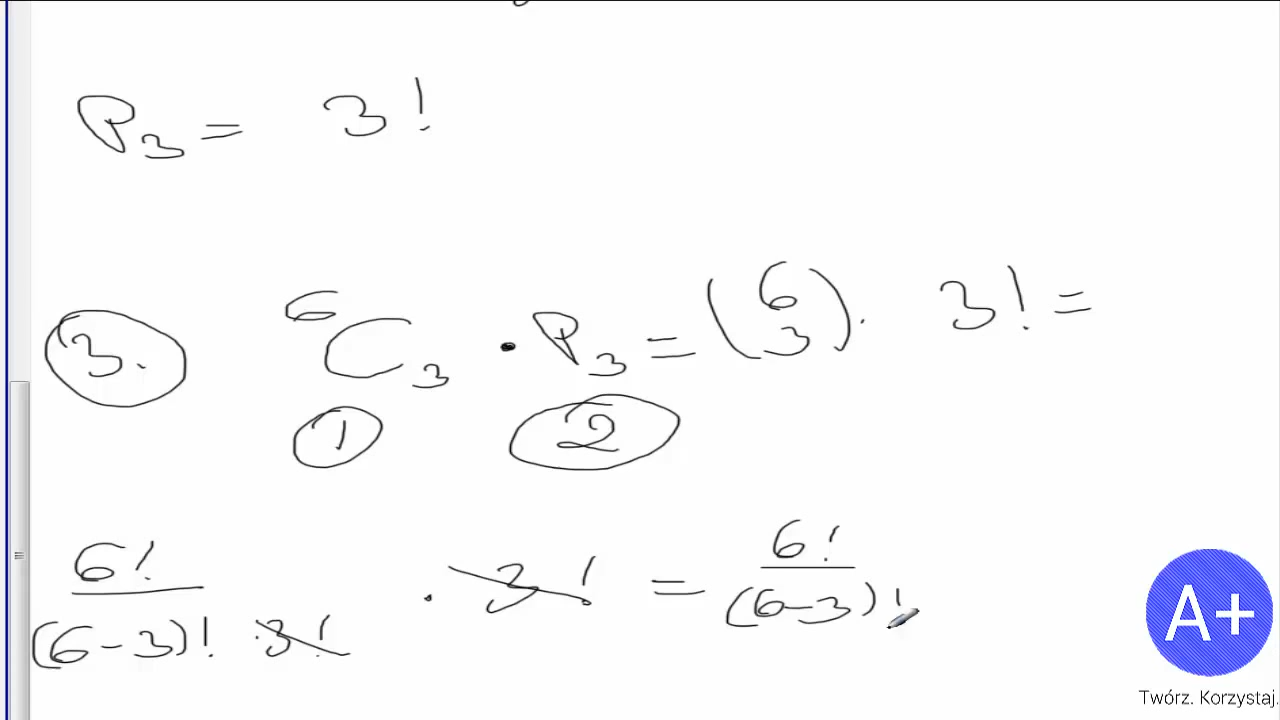 P₃ = 3!
3. ⁶C₃ · P₃ = (6 3) · 3! =
1 2
6! / (6-3)! · 3! · 3! = 6! / (6-3)!
A+
Twórz. Korzystaj.